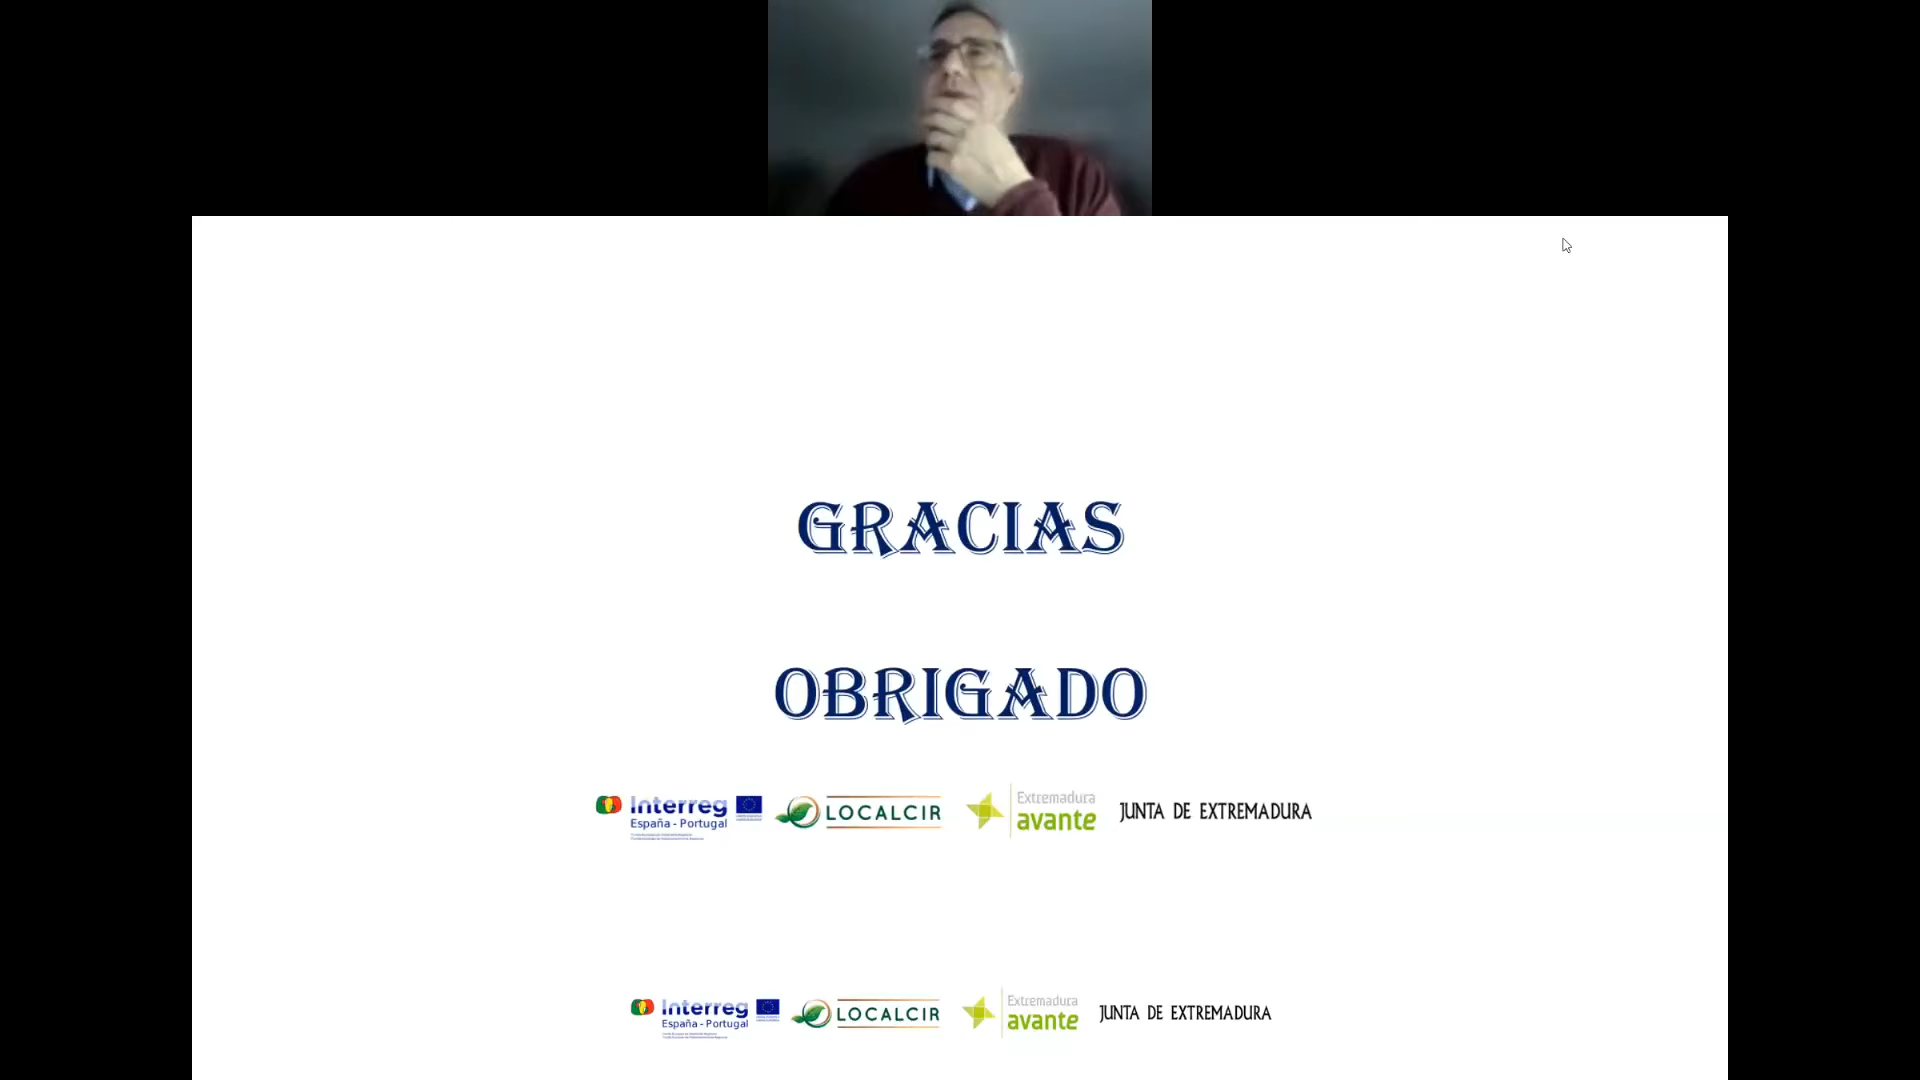 GRACIAS
OBRIGADO
Interreg
España - Portugal
LOCALCIR
Extremadura
avante
JUNTA DE EXTREMADURA
Interreg
España - Portugal
LOCALCIR
Extremadura
avante
JUNTA DE EXTREMADURA